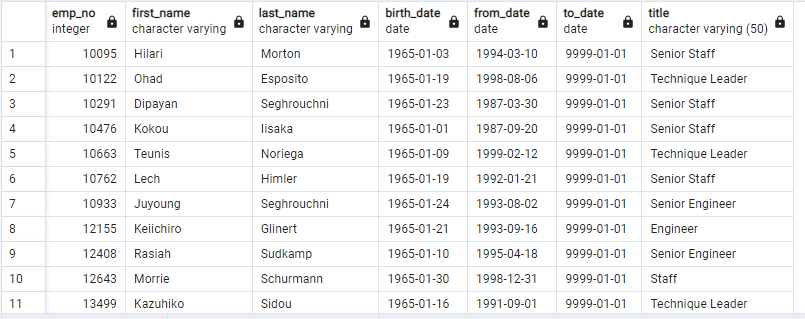 emp_no first_name last_name birth_date from_date to_date title
integer character varying character varying date date date character varying (50)
1 10095 Hilari Morton 1965-01-03 1994-03-10 9999-01-01 Senior Staff
2 10122 Ohad Esposito 1965-01-19 1998-08-06 9999-01-01 Technique Leader
3 10291 Dipayan Seghrouchni 1965-01-23 1987-03-30 9999-01-01 Senior Staff
4 10476 Kokou Iisaka 1965-01-01 1987-09-20 9999-01-01 Senior Staff
5 10663 Teunis Noriega 1965-01-09 1999-02-12 9999-01-01 Technique Leader
6 10762 Lech Himler 1965-01-19 1992-01-21 9999-01-01 Senior Staff
7 10933 Juyoung Seghrouchni 1965-01-24 1993-08-02 9999-01-01 Senior Engineer
8 12155 Keiichiro Glinert 1965-01-21 1993-09-16 9999-01-01 Engineer
9 12408 Rasiah Sudkamp 1965-01-10 1995-04-18 9999-01-01 Senior Engineer
10 12643 Morrie Schurmann 1965-01-30 1998-12-31 9999-01-01 Staff
11 13499 Kazuhiko Sidou 1965-01-16 1991-09-01 9999-01-01 Technique Leader